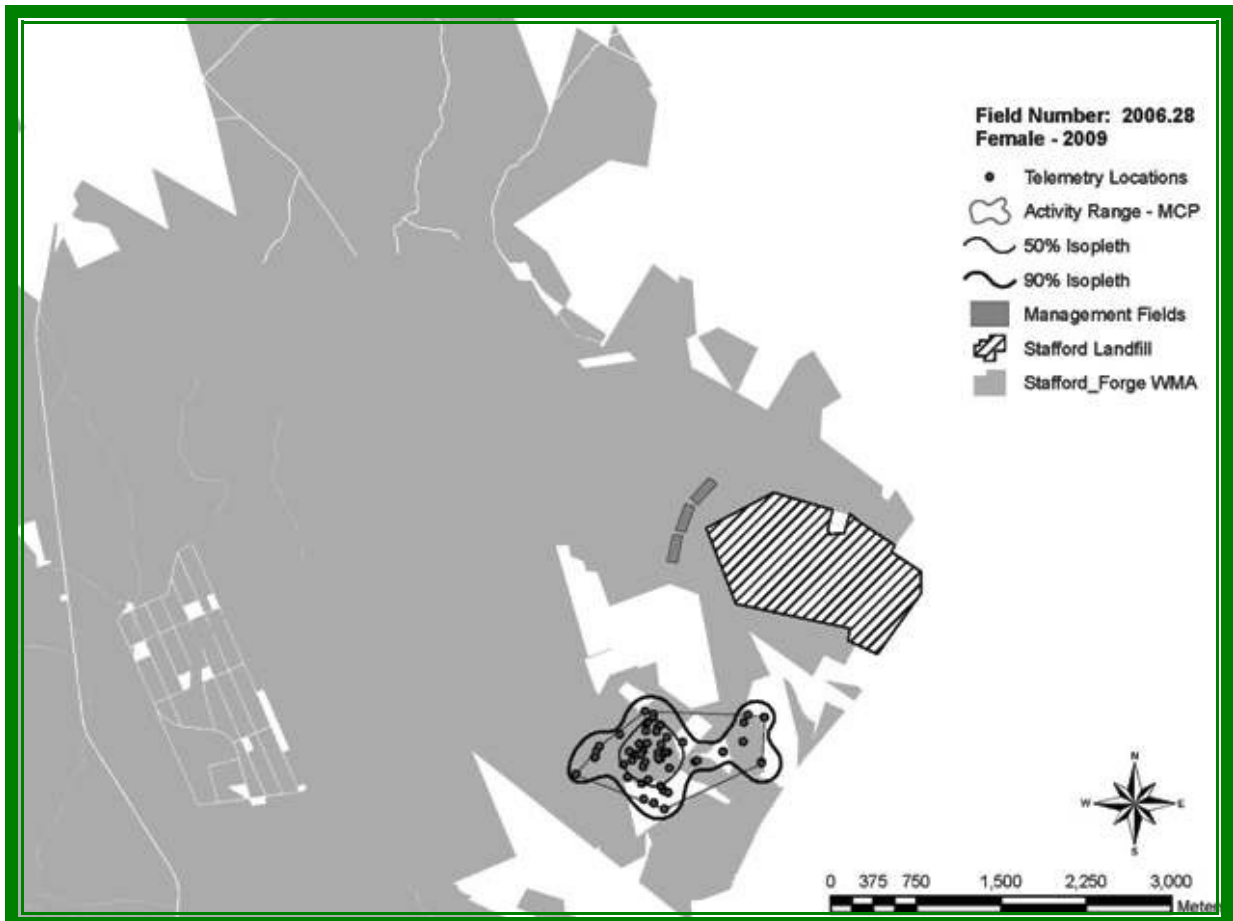 Field Number: 2006.28
Female - 2009
Telemetry Locations
Activity Range - MCP
50% Isopleth
90% Isopleth
Management Fields
Stafford Landfill
Stafford_Forge WMA
N
W E
S
0 375 750 1,500 2,250 3,000
Meters